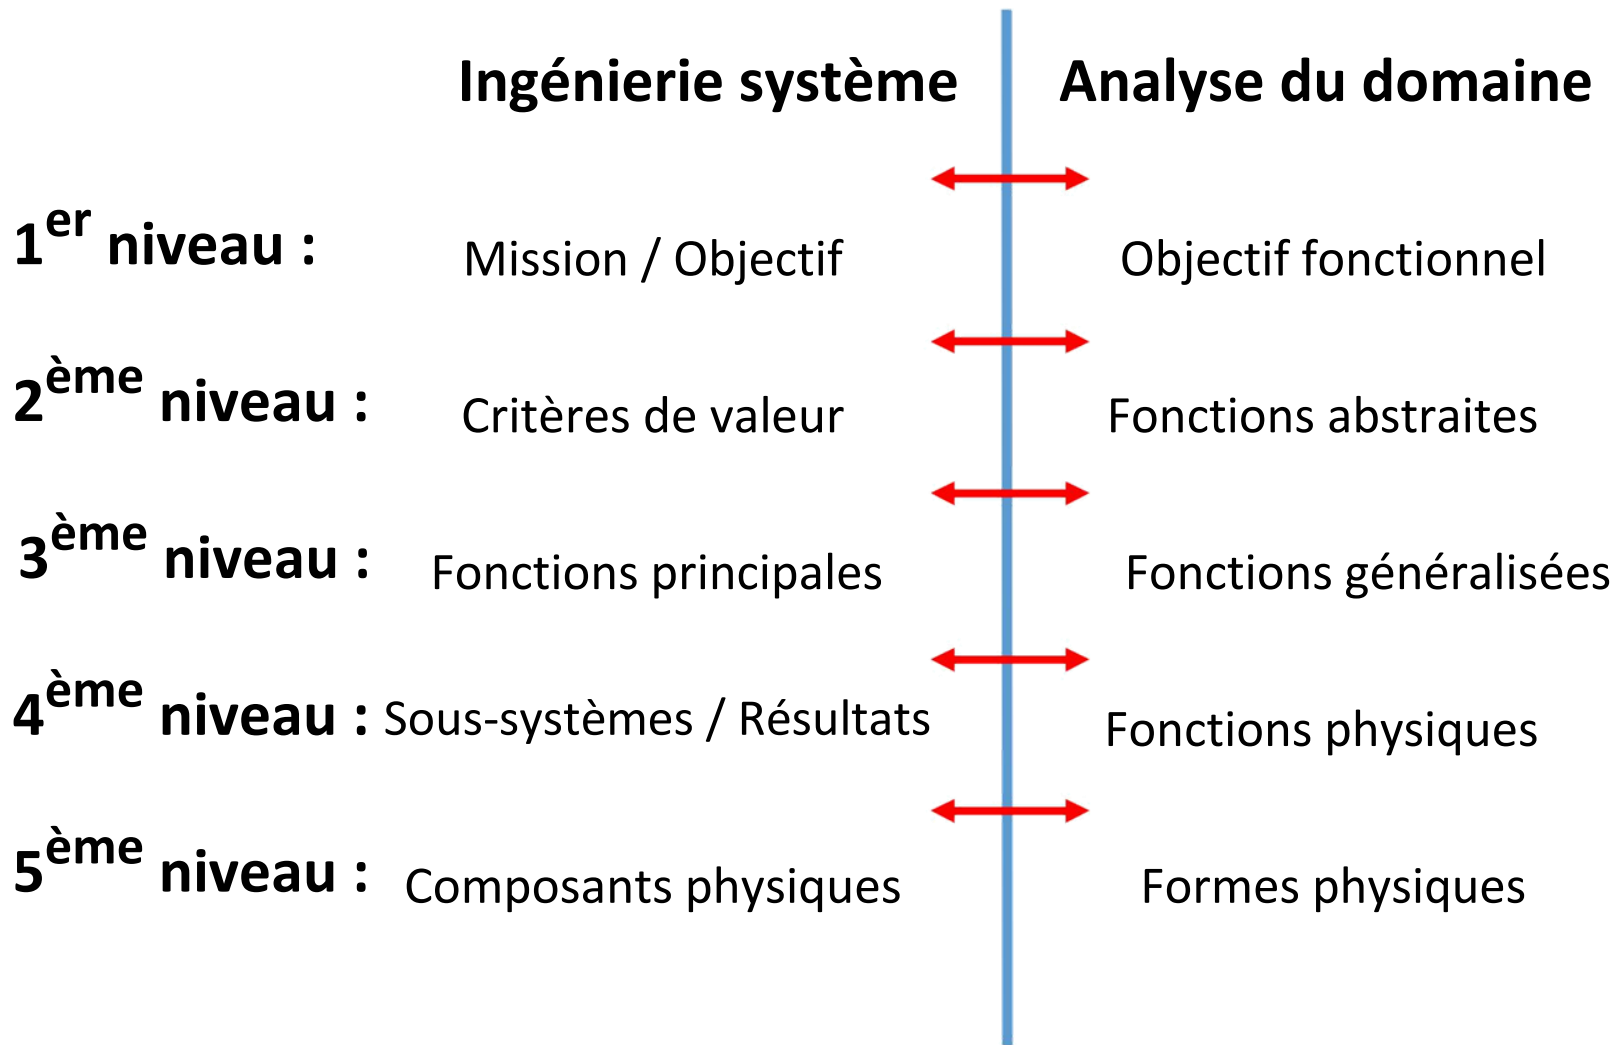 Ingénierie système Analyse du domaine
1er niveau : Mission / Objectif Objectif fonctionnel
2ème niveau : Critères de valeur Fonctions abstraites
3ème niveau : Fonctions principales Fonctions généralisées
4ème niveau : Sous-systèmes / Résultats Fonctions physiques
5ème niveau : Composants physiques Formes physiques